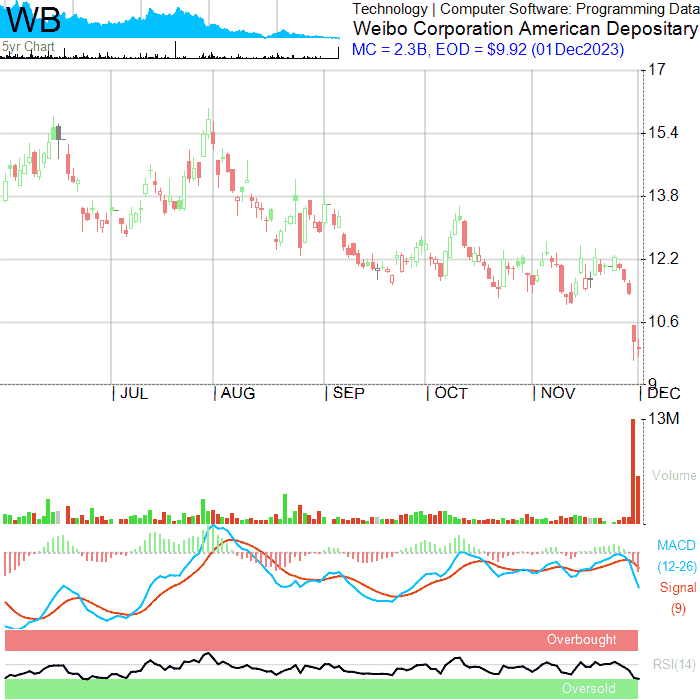 WB
5yr Chart
Technology | Computer Software: Programming Data
Weibo Corporation American Depositary
MC = 2.3B, EOD = $9.92 (01Dec2023)
17
15.4
13.8
12.2
10.6
9
JUL
AUG
SEP
OCT
NOV
DEC
13M
Volume
MACD
(12-26)
Signal
(9)
Overbought
RSI(14)
Oversold